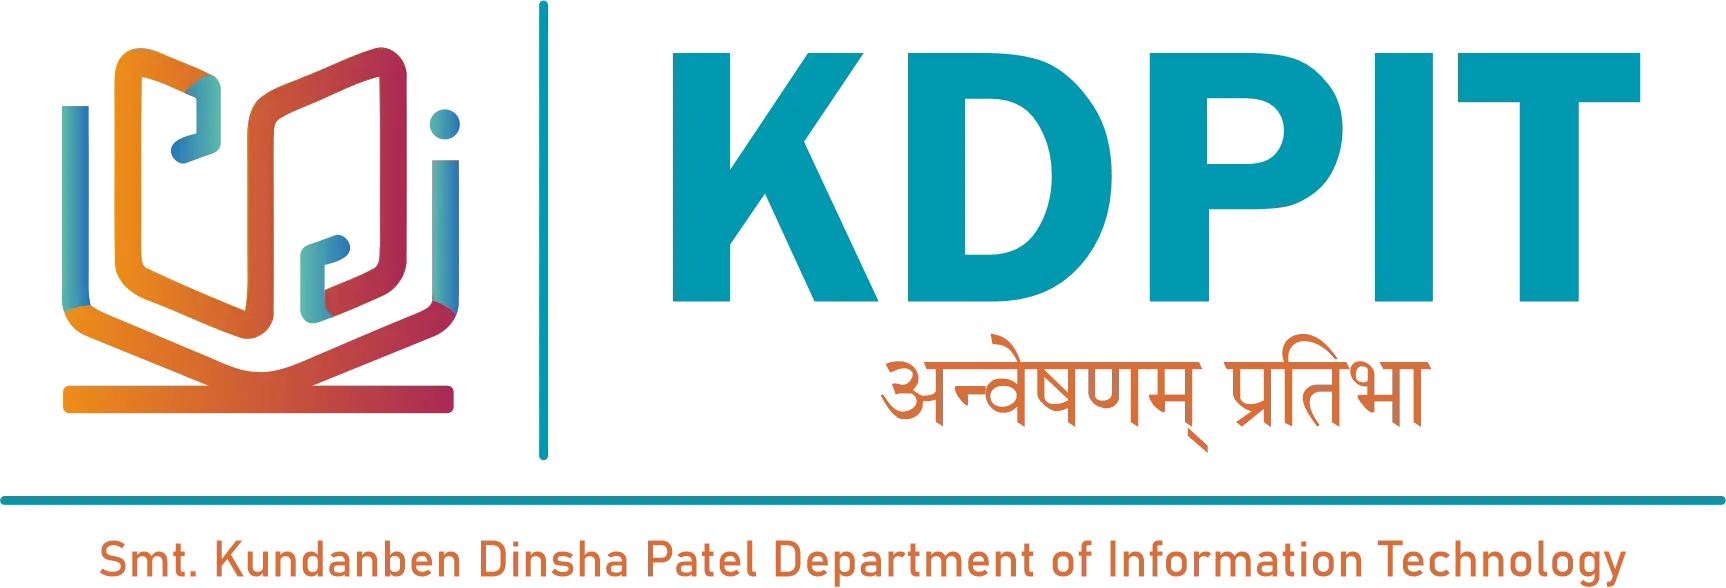 KDPIT
अन्वेषणम् प्रतिभा
Smt. Kundanben Dinsha Patel Department of Information Technology